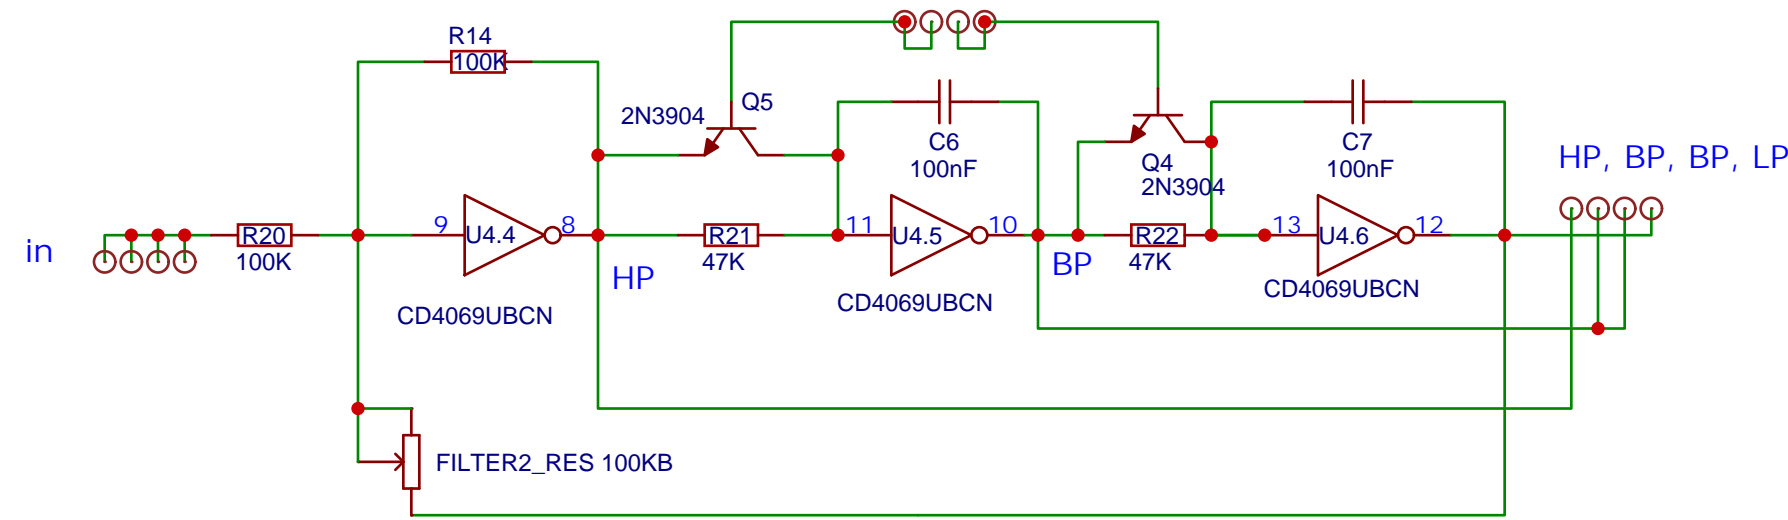 R14
100K
Q5
2N3904
C6
100nF
Q4
2N3904
C7
100nF
HP, BP, BP, LP
in
R20
100K
9
U4.4
8
CD4069UBCN
HP
R21
47K
11
U4.5
10
CD4069UBCN
BP
R22
47K
13
U4.6
12
CD4069UBCN
FILTER2_RES 100KB